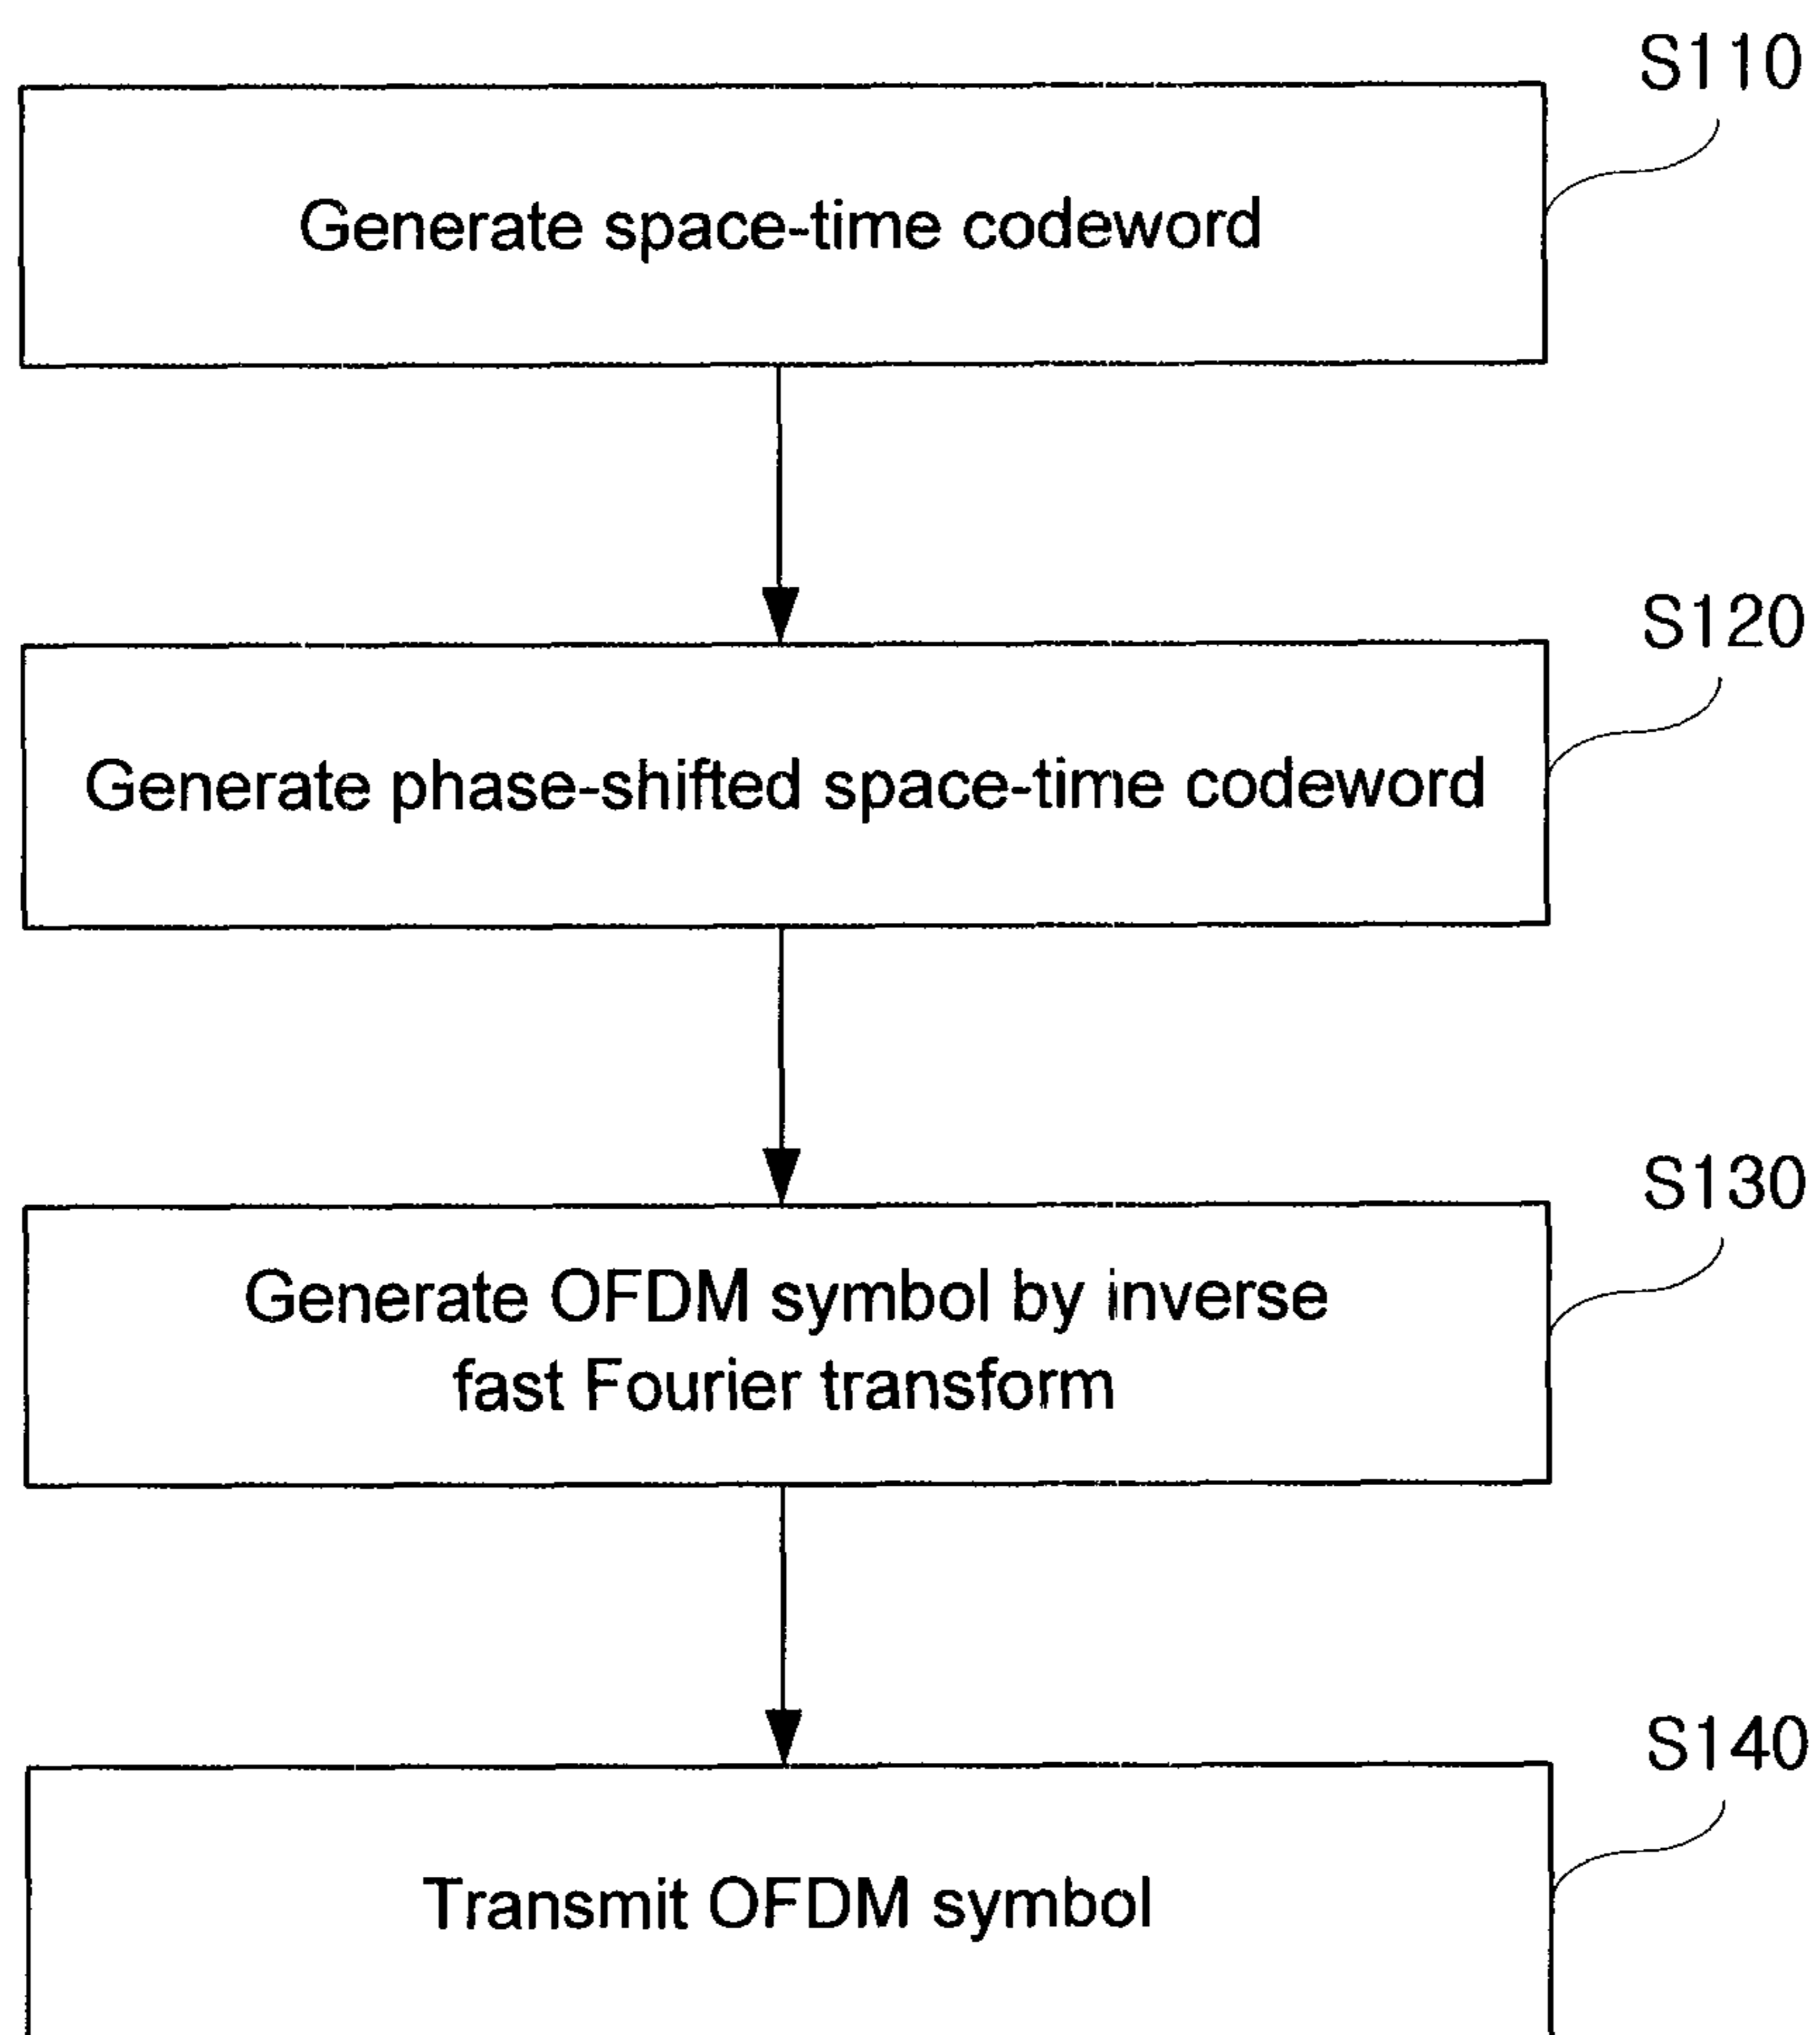 S110
Generate space-time codeword
S120
Generate phase-shifted space-time codeword
S130
Generate OFDM symbol by inverse
fast Fourier transform
S140
Transmit OFDM symbol